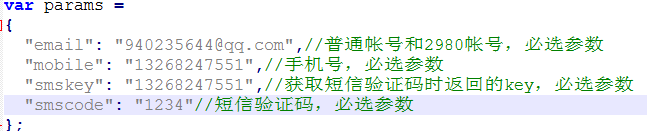 var params =
{
"email": "940235644@qq.com",//普通帐号和2980帐号，必选参数
"mobile": "13268247551",//手机号，必选参数
"smskey": "13268247551",//获取短信验证码时返回的key，必选参数
"smscode": "1234"//短信验证码，必选参数
};